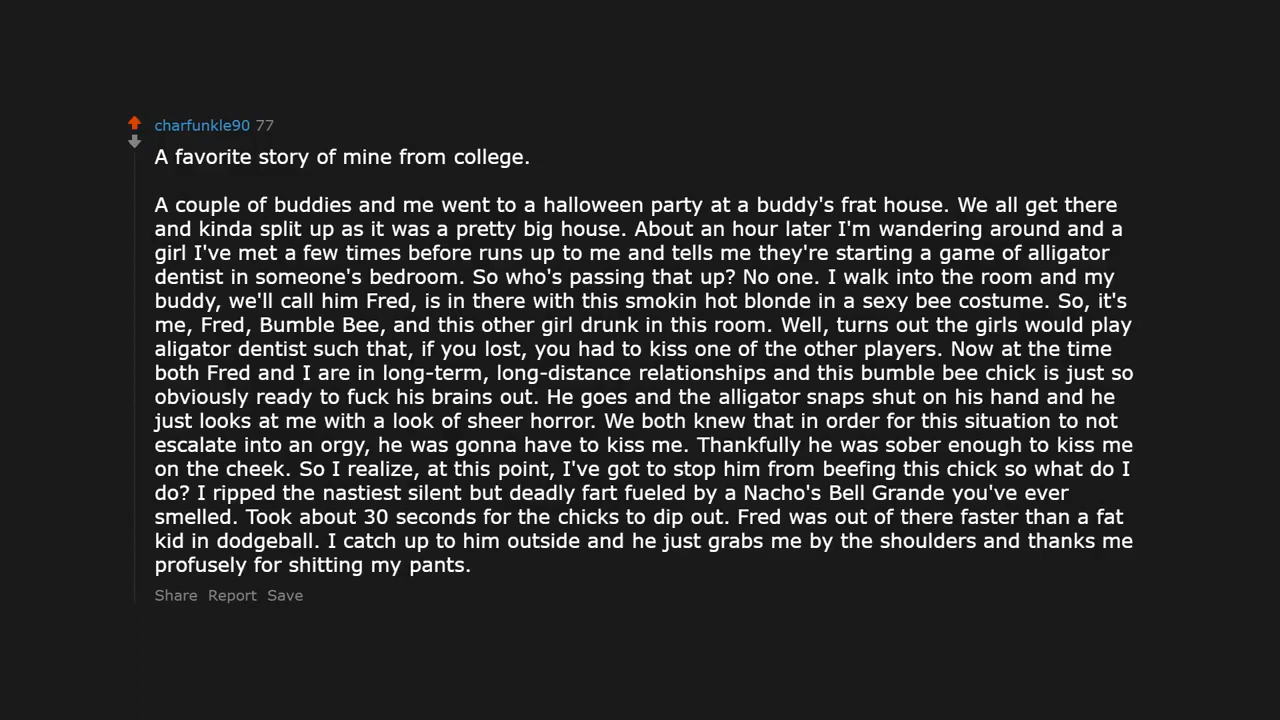 charfunkle90 77
A favorite story of mine from college.
A couple of buddies and me went to a halloween party at a buddy's frat house. We all get there
and kinda split up as it was a pretty big house. About an hour later I'm wandering around and a
girl I've met a few times before runs up to me and tells me they're starting a game of alligator
dentist in someone's bedroom. So who's passing that up? No one. I walk into the room and my
buddy, we'll call him Fred, is in there with this smokin hot blonde in a sexy bee costume. So, it's
me, Fred, Bumble Bee, and this other girl drunk in this room. Well, turns out the girls would play
aligator dentist such that, if you lost, you had to kiss one of the other players. Now at the time
both Fred and I are in long-term, long-distance relationships and this bumble bee chick is just so
obviously ready to fuck his brains out. He goes and the alligator snaps shut on his hand and he
just looks at me with a look of sheer horror. We both knew that in order for this situation to not
escalate into an orgy, he was gonna have to kiss me. Thankfully he was sober enough to kiss me
on the cheek. So I realize, at this point, I've got to stop him from beefing this chick so what do I
do? I ripped the nastiest silent but deadly fart fueled by a Nacho's Bell Grande you've ever
smelled. Took about 30 seconds for the chicks to dip out. Fred was out of there faster than a fat
kid in dodgeball. I catch up to him outside and he just grabs me by the shoulders and thanks me
profusely for shitting my pants.
Share Report Save